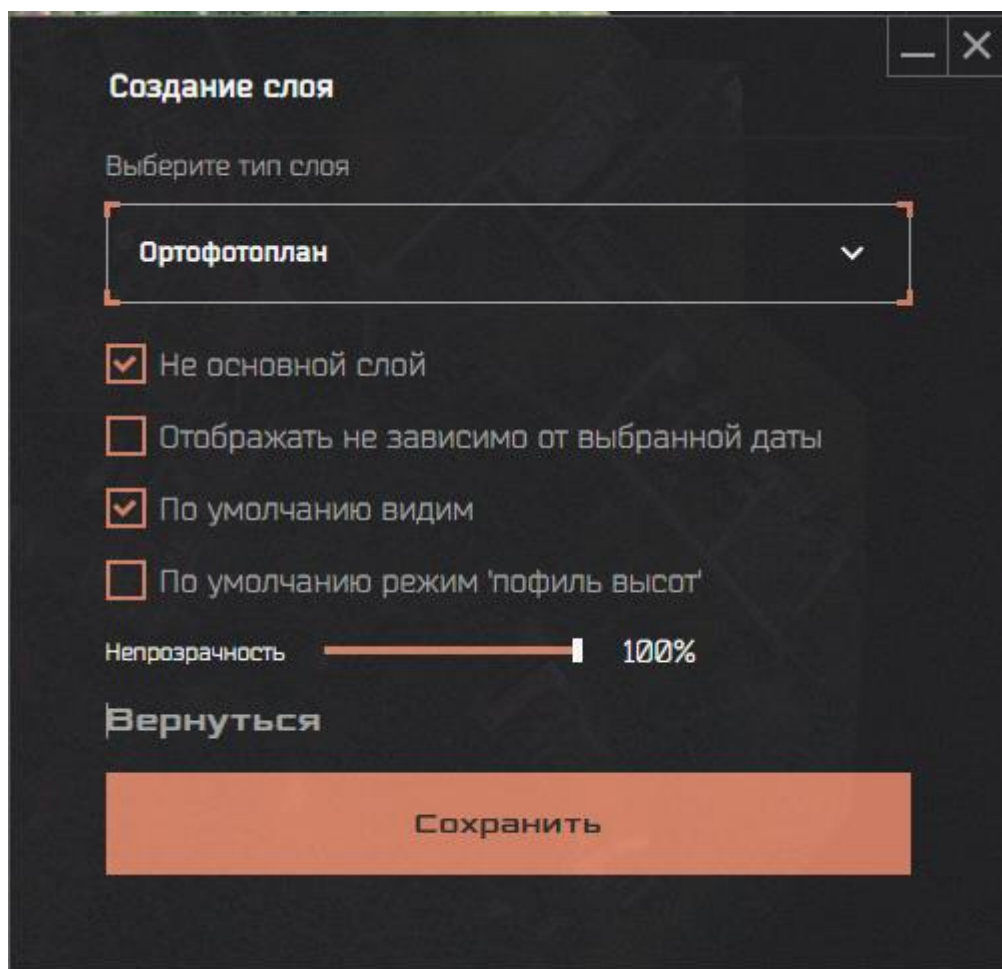 Создание слоя
Выберите тип слоя
Ортофотоплан
Не основной слой
Отображать не зависимо от выбранной даты
По умолчанию видим
По умолчанию режим 'пофиль высот'
Непрозрачность 100%
Вернуться
Сохранить